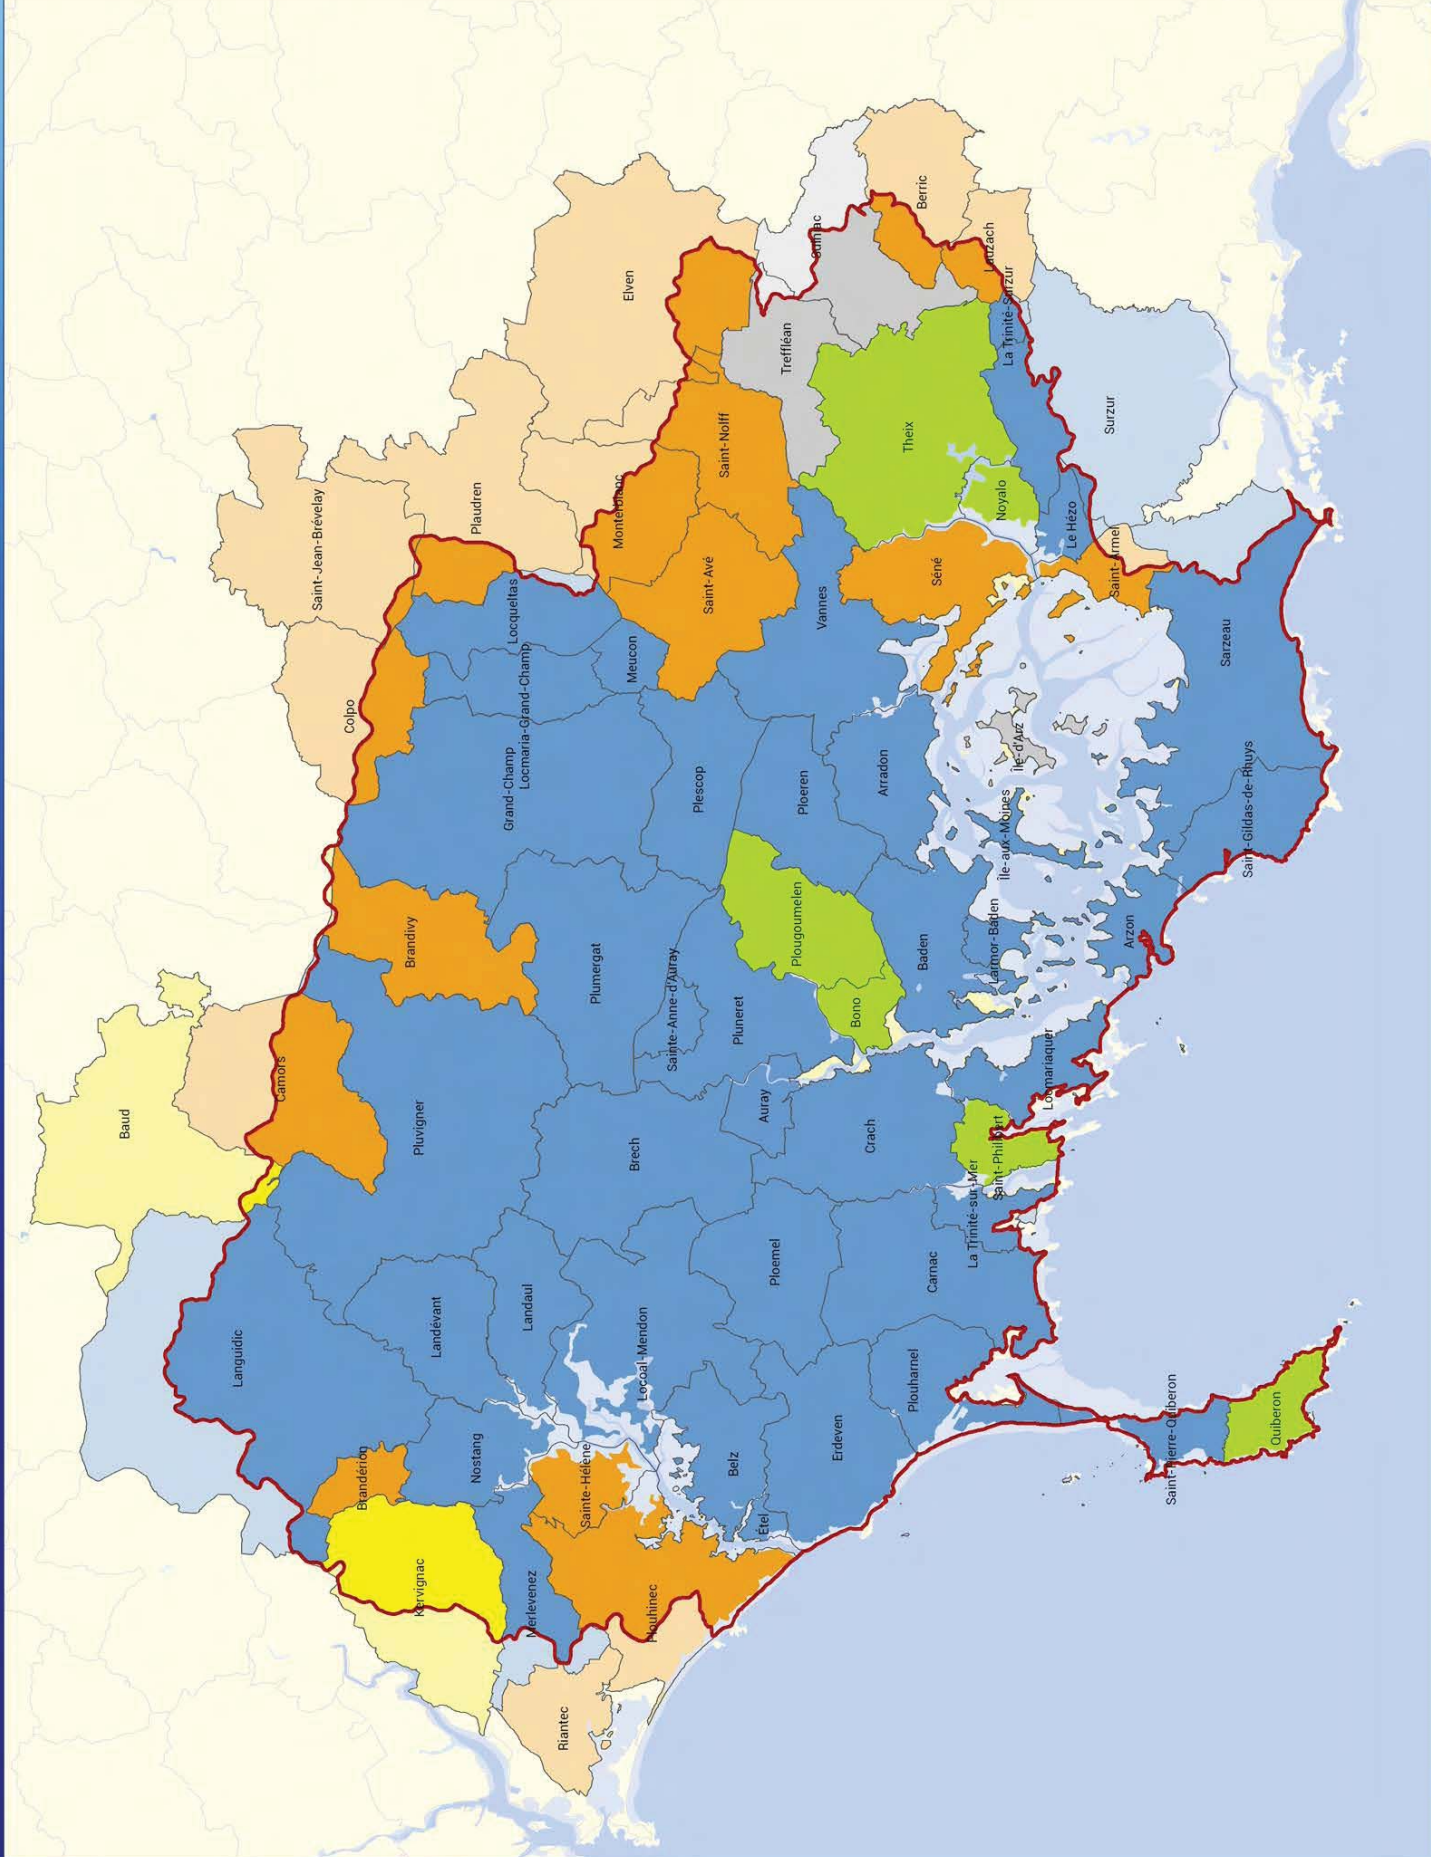 Baud
Camors
Languidic
Saint-Jean-Brévelay
Colpo
Plaudren
Elven
Monterblanc
Locqueltas
Locmaria-Grand-Champ
Grand-Champ
Meucon
Brandivy
Pluvigner
Landévant
Landaul
Brandérion
Kervignac
Nostang
Merlevenez
Sainte-Hélène
Plouhinec
Riantec
Plumergat
Sainte-Anne-d'Auray
Brech
Locoal-Mendon
Plescop
Saint-Avé
Saint-Nolff
Treffléan
Sulniac
Berric
Lauzach
La Trinité-Surzur
Theix
Noyalo
Le Hézo
Surzur
Saint-Armel
Séné
Vannes
Ploeren
Arradon
Plougoumelen
Bono
Pluneret
Auray
Ploemel
Belz
Étel
Erdeven
Crach
Carnac
Plouharnel
La Trinité-sur-Mer
Saint-Philibert
Locmariaquer
Baden
Larmor-Baden
Île-aux-Moines
Île-d'Arz
Arzon
Sarzeau
Saint-Gildas-de-Rhuys
Saint-Pierre-Quiberon
Quiberon